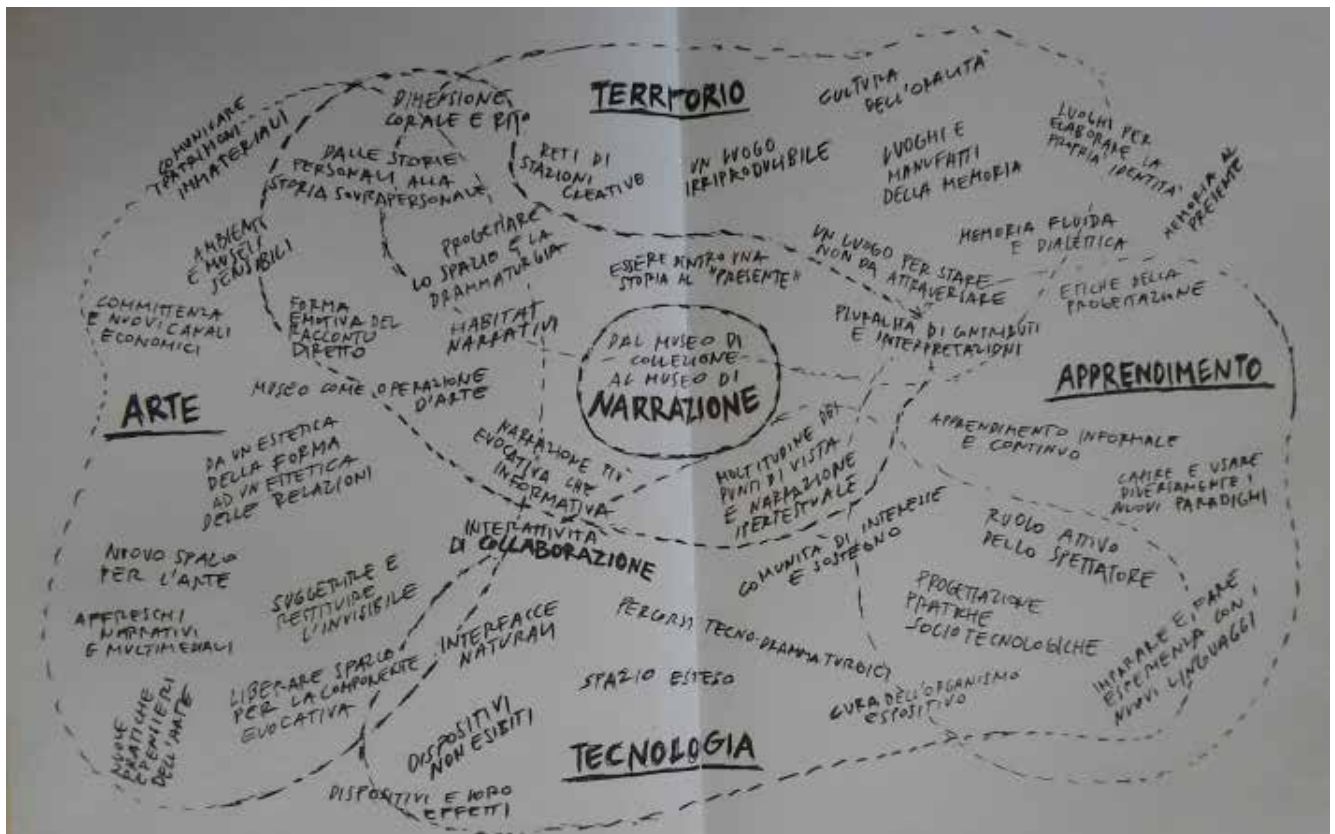 TERRITORIO
DIMENSIONE
CORALE E RITO
CULTURA
DELL'ORALITÀ
COMUNICARE
PATRIMONI
IMMATERIALI
DALLE STORIE
PERSONALI ALLA
STORIA SOVRAPERSONALE
RETI DI
STAZIONI
CREATIVE
UN LUOGO
IRRIPRODUCIBILE
LUOGHI E
MANUFATTI
DELLA MEMORIA
LUOGHI PER
ELABORARE LA
PROPRIA IDENTITÀ
MEMORIA AL
PRESENTE
AMBIENTI
E MUSEI
SENSIBILI
PROGETTARE
LO SPAZIO E LA
DRAMMATURGIA
ESSERE DENTRO UNA
STORIA AL "PRESENTE"
UN LUOGO PER STARE
NON DA ATTRAVERSARE
MEMORIA FLUIDA
E DIALETTICA
ETICHE DELLA
PROGETTAZIONE
COMMITTENZA
E NUOVI CANALI
ECONOMICI
FORMA
EMOTIVA DEL
RACCONTO
DIRETTO
HABITAT
NARRATIVI
DAL MUSEO DI
COLLEZIONE
AL MUSEO DI
NARRAZIONE
PLURALITÀ DI CONTRIBUTI
E INTERPRETAZIONI
APPRENDIMENTO
ARTE
MUSEO COME OPERAZIONE
D'ARTE
DA UN ESTETICA
DELLA FORMA
AD UN ESTETICA
DELLE RELAZIONI
NARRAZIONE PIÙ
EVOCATIVA CHE
INFORMATIVA
MOLTITUDINE DEI
PUNTI DI VISTA
E NARRAZIONE
IPERTESTUALE
APPRENDIMENTO INFORMALE
E CONTINUO
CAPIRE E USARE
DIVERSAMENTE I
NUOVI PARADIGMI
INTERATTIVITÀ
DI COLLABORAZIONE
COMUNITÀ DI INTERESSE
E SOSTEGNO
RUOLO ATTIVO
DELLO SPETTATORE
NUOVO SPAZIO
PER L'ARTE
SUGGERIRE E
RESTITUIRE
L'INVISIBILE
AFFRESCHI
NARRATIVI
E MULTIMEDIALI
INTERFACCE
NATURALI
PERCORSI TECNO-DRAMMATURGICI
PROGETTAZIONE
PRATICHE
SOCIOTECNOLOGICHE
IMPARARE E FARE
ESPERIENZA CON I
NUOVI LINGUAGGI
NUOVE
PRATICHE
E
DELL'ARTE
LIBERARE SPAZIO
PER LA COMPONENTE
EVOCATIVA
SPAZIO ESTESO
CURA DELL'ORGANISMO
ESPOSITIVO
DISPOSITIVI
NON ESIBITI
TECNOLOGIA
DISPOSITIVI E LORO
EFFETTI